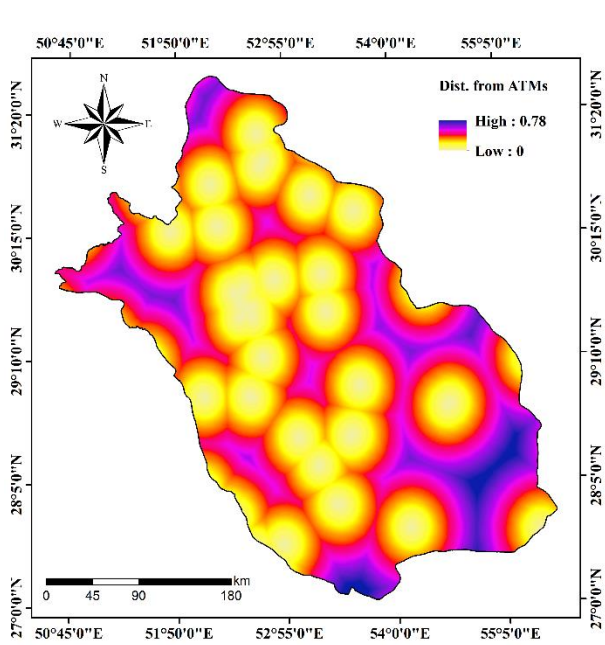 50°45'0"E 51°50'0"E 52°55'0"E 54°0'0"E 55°5'0"E
31°20'0"N 30°15'0"N 29°10'0"N 28°5'0"N 27°0'0"N
N
W E
S
Dist. from ATMs
High : 0.78
Low : 0
31°20'0"N 30°15'0"N 29°10'0"N 28°5'0"N 27°0'0"N
km
0 45 90 180
50°45'0"E 51°50'0"E 52°55'0"E 54°0'0"E 55°5'0"E